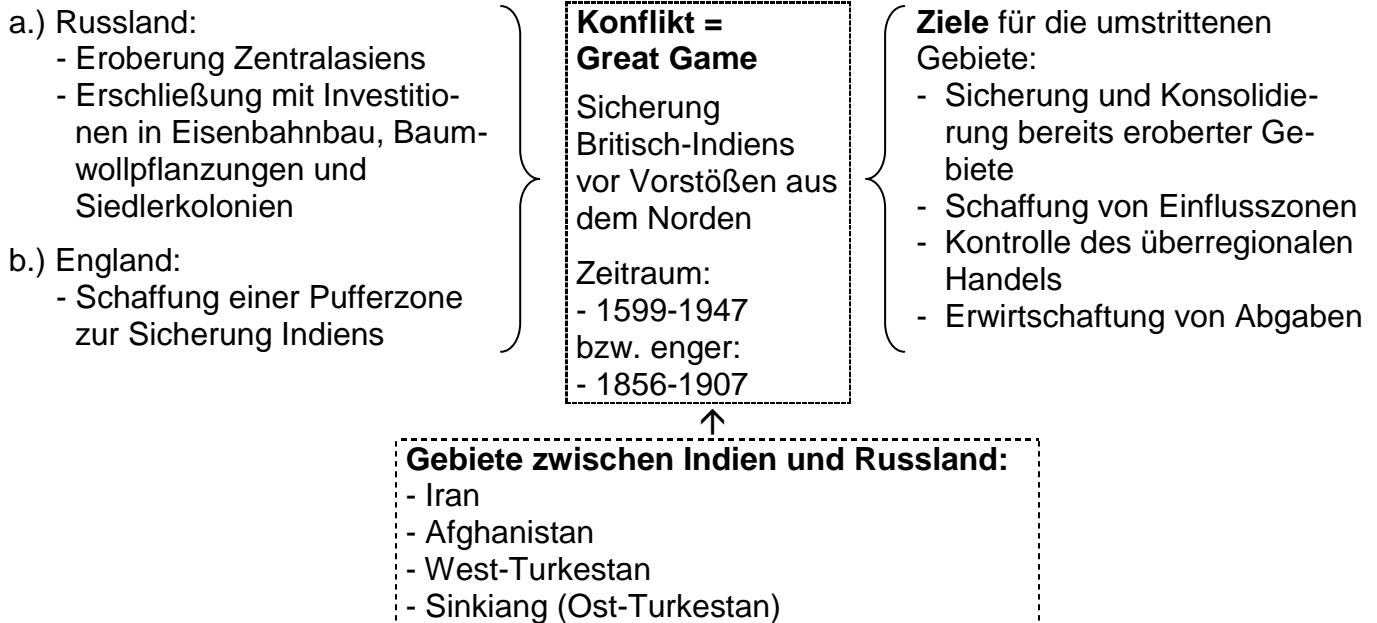 a.) Russland:
- Eroberung Zentralasiens
- Erschließung mit Investitio-
nen in Eisenbahnbau, Baum-
wollpflanzungen und
Siedlerkolonien
b.) England:
- Schaffung einer Pufferzone
zur Sicherung Indiens
Konflikt =
Great Game
Sicherung
Britisch-Indiens
vor Vorstößen aus
dem Norden
Zeitraum:
- 1599-1947
bzw. enger:
- 1856-1907
Ziele für die umstrittenen
Gebiete:
- Sicherung und Konsolidie-
rung bereits eroberter Ge-
biete
- Schaffung von Einflusszonen
- Kontrolle des überregionalen
Handels
- Erwirtschaftung von Abgaben
Gebiete zwischen Indien und Russland:
- Iran
- Afghanistan
- West-Turkestan
- Sinkiang (Ost-Turkestan)